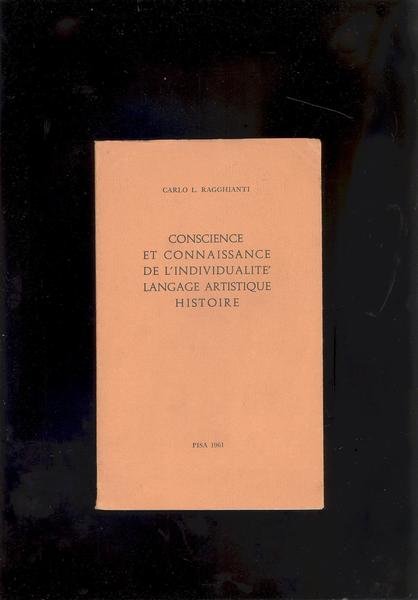 CARLO L. RAGGHIANTI
CONSCIENCE
ET CONNAISSANCE
DE L'INDIVIDUALITE'
LANGAGE ARTISTIQUE
HISTOIRE
PISA 1961